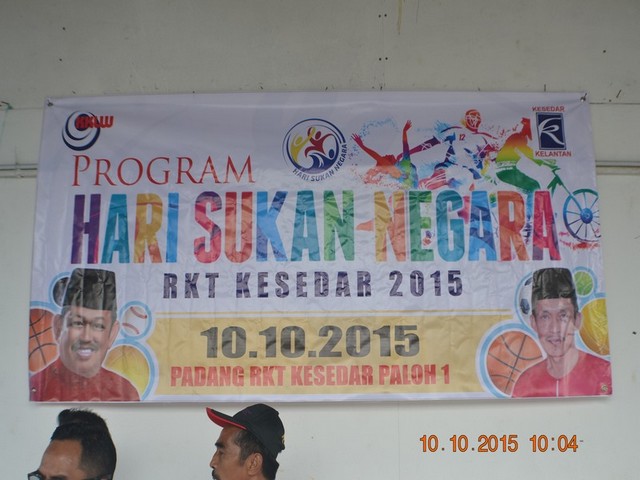 KESEDAR
KELANTAN
HARI SUKAN NEGARA
PROGRAM
HARI SUKAN NEGARA
RKT KESEDAR 2015
10.10.2015
PADANG RKT KESEDAR PALOH 1
10.10.2015 10:04